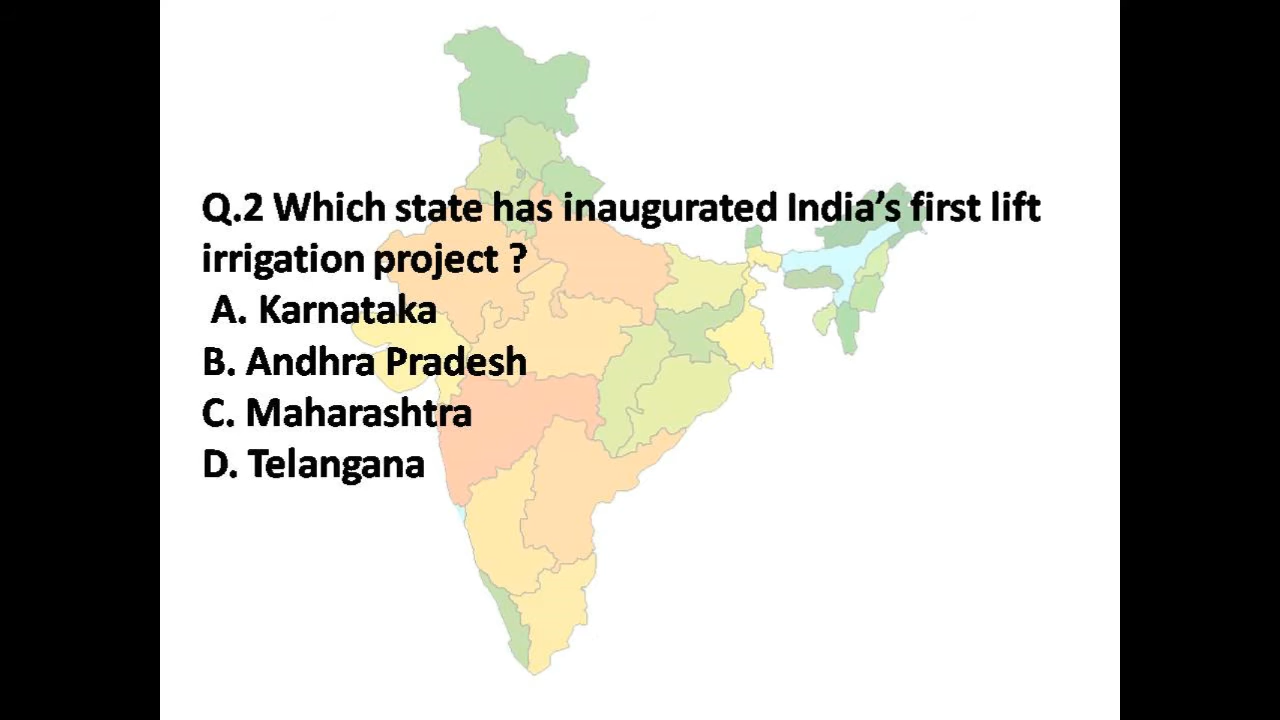 Q.2 Which state has inaugurated India’s first lift
irrigation project ?
A. Karnataka
B. Andhra Pradesh
C. Maharashtra
D. Telangana